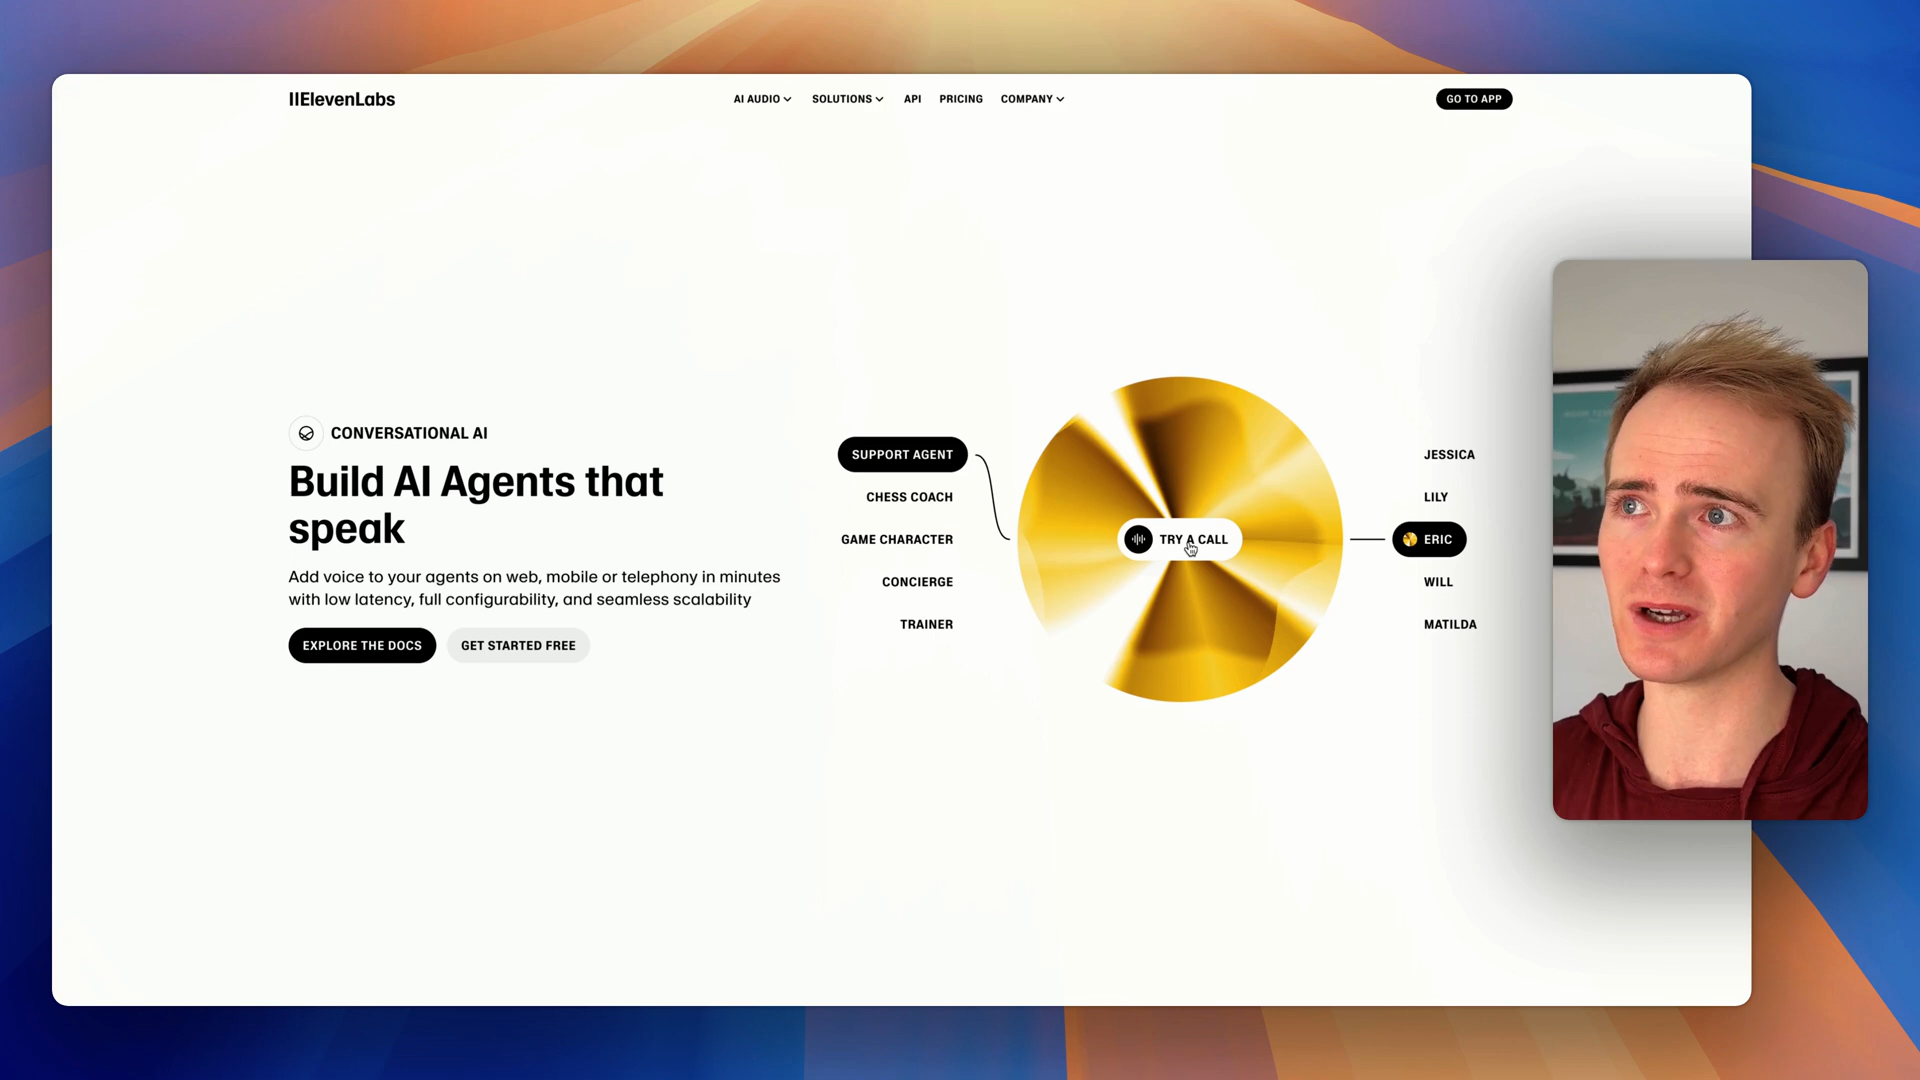 IIElevenLabs
AI AUDIO
SOLUTIONS
API
PRICING
COMPANY
GO TO APP
CONVERSATIONAL AI
Build AI Agents that
speak
Add voice to your agents on web, mobile or telephony in minutes
with low latency, full configurability, and seamless scalability
EXPLORE THE DOCS
GET STARTED FREE
SUPPORT AGENT
CHESS COACH
GAME CHARACTER
CONCIERGE
TRAINER
TRY A CALL
JESSICA
LILY
ERIC
WILL
MATILDA